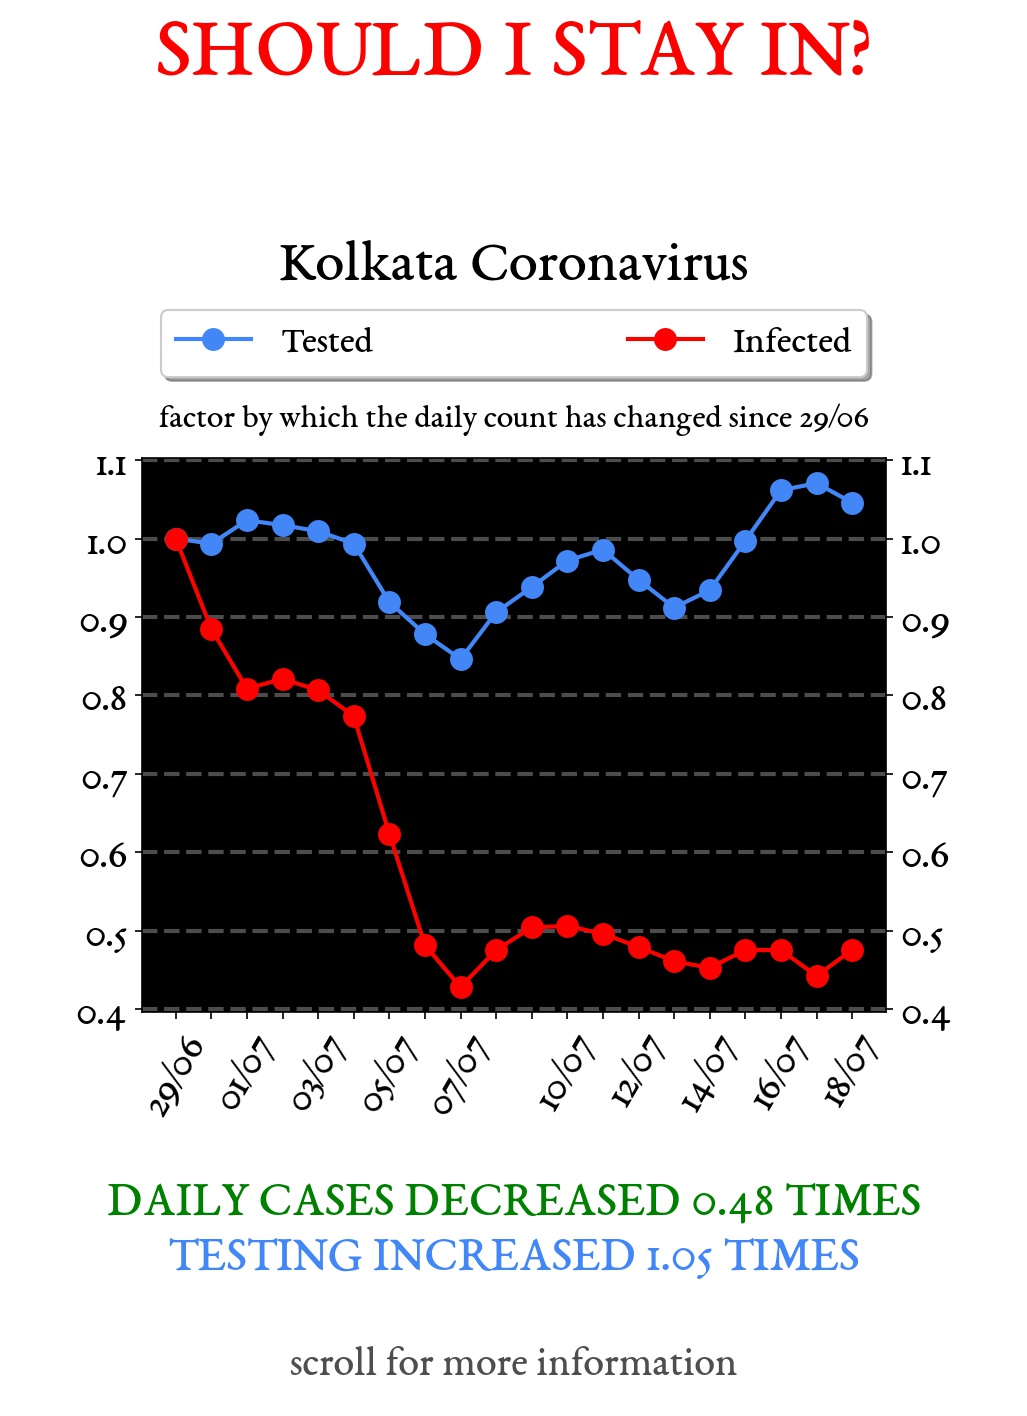 SHOULD I STAY IN?
Kolkata Coronavirus
Tested Infected
factor by which the daily count has changed since 29/06
1.1 1.1
1.0 1.0
0.9 0.9
0.8 0.8
0.7 0.7
0.6 0.6
0.5 0.5
0.4 0.4
29/06 01/07 03/07 05/07 07/07 10/07 12/07 14/07 16/07 18/07
DAILY CASES DECREASED 0.48 TIMES
TESTING INCREASED 1.05 TIMES
scroll for more information